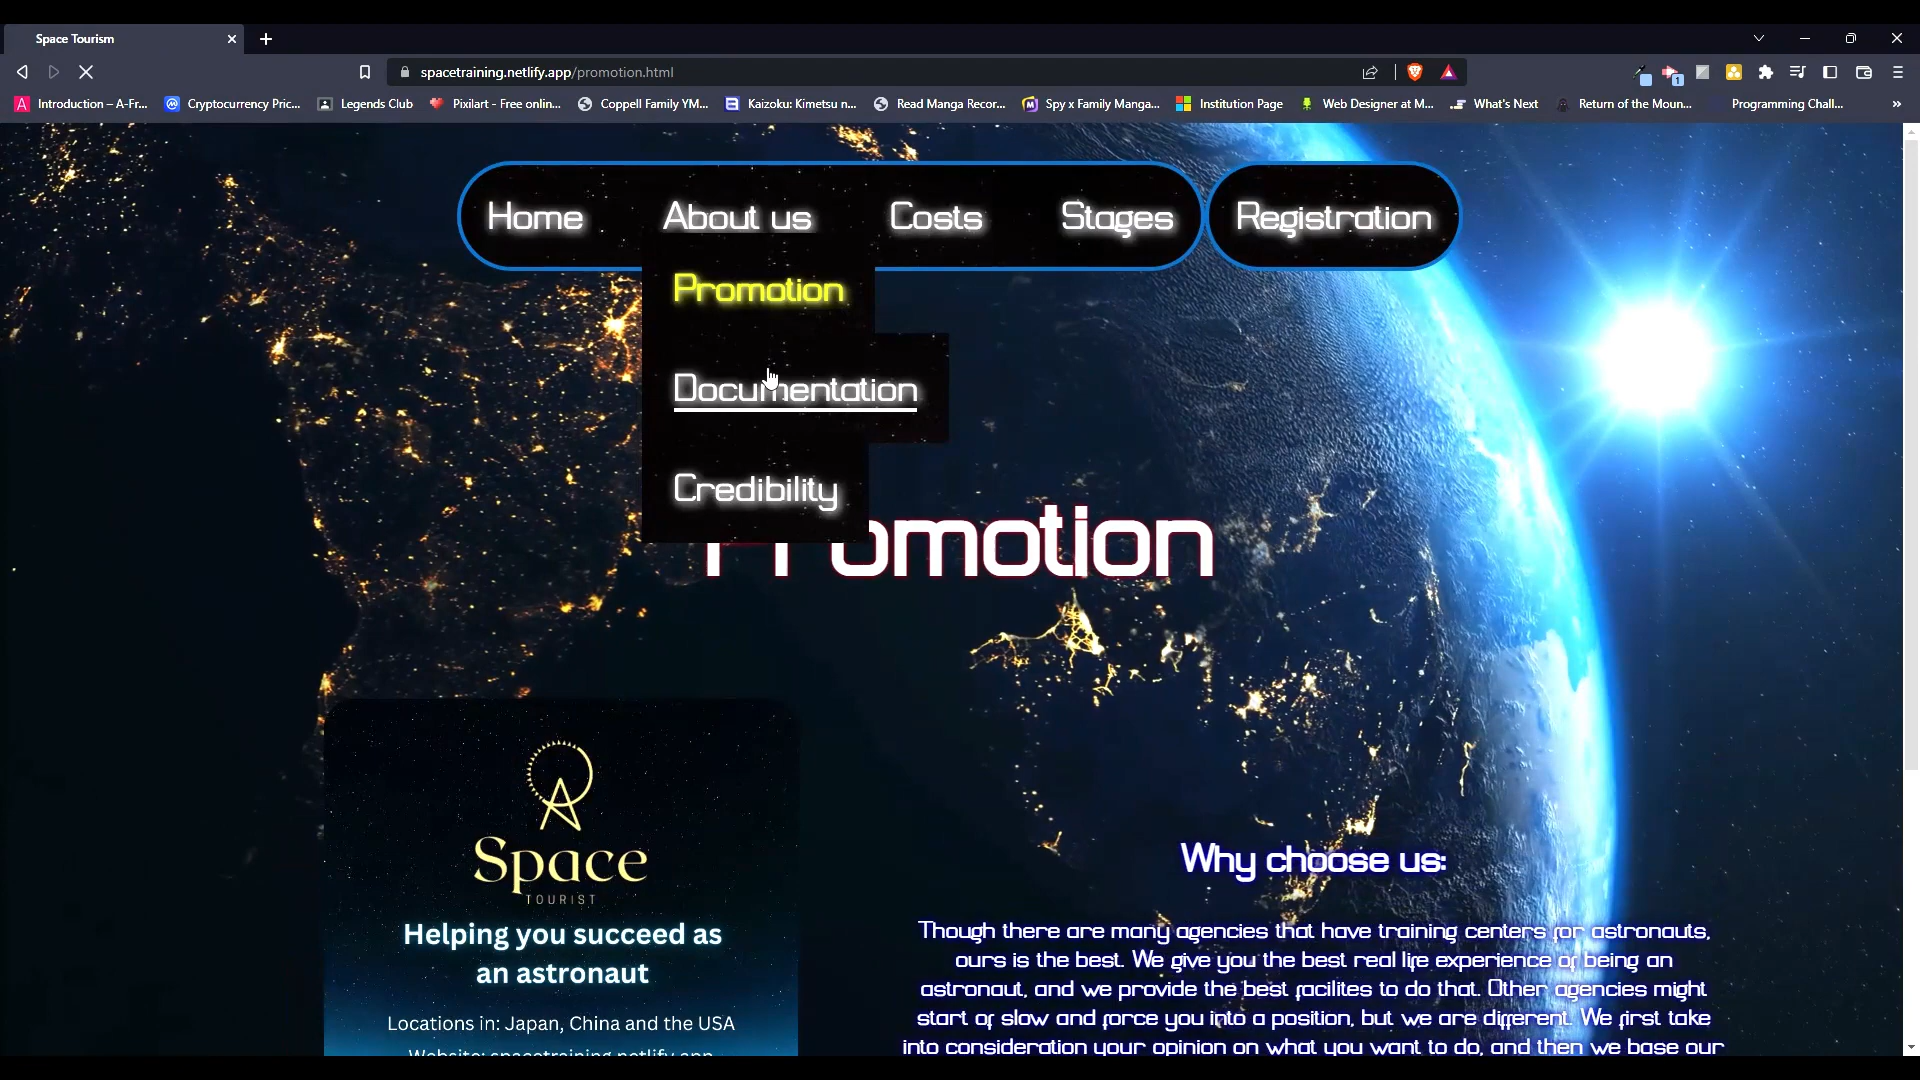 Space Tourism
spacetraining.netlify.app/promotion.html
1
Introduction – A-Fr... Cryptocurrency Pric... Legends Club Pixilart - Free onlin... Coppell Family YM... Kaizoku: Kimetsu n... Read Manga Recor... Spy x Family Manga... Institution Page Web Designer at M... What's Next Return of the Moun... Programming Chall... »
Home About us Costs Stages Registration
Promotion
Documentation
Credibility
Promotion
Space
TOURIST
Helping you succeed as
an astronaut
Locations in: Japan, China and the USA
Website: spacetraining.netlify.app
Why choose us:
Though there are many agencies that have training centers for astronauts,
ours is the best. We give you the best real life experience of being an
astronaut, and we provide the best facilites to do that. Other agencies might
start of slow and force you into a position, but we are different. We first take
into consideration your opinion on what you want to do, and then we base our